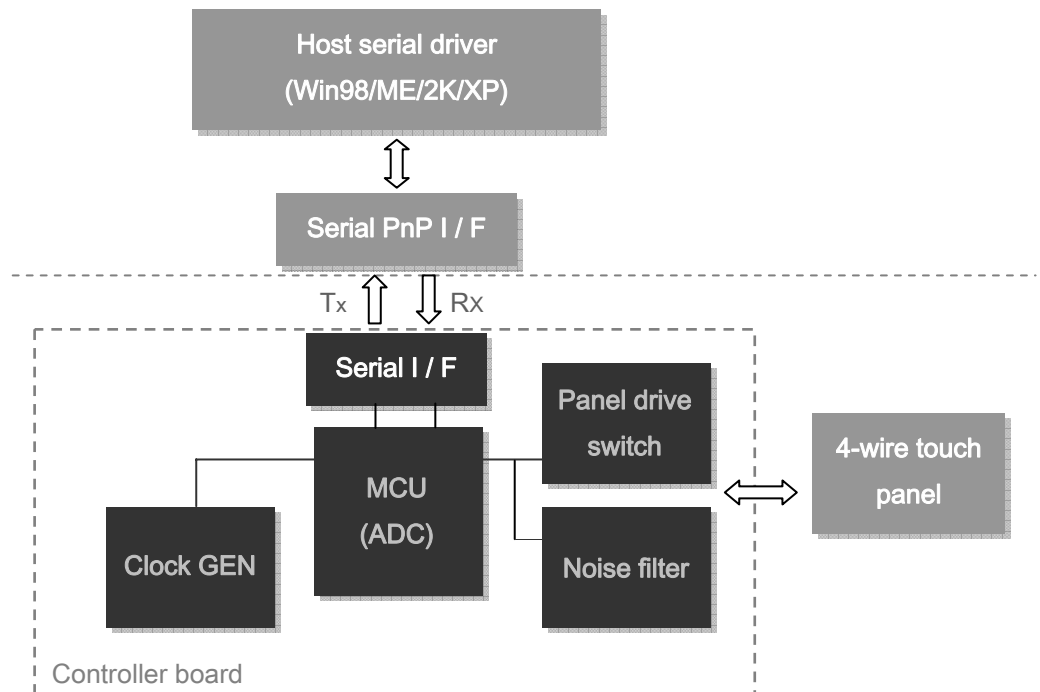 Host serial driver
(Win98/ME/2K/XP)
Serial PnP I / F
Tx
Rx
Serial I / F
Panel drive
switch
4-wire touch
panel
MCU
(ADC)
Clock GEN
Noise filter
Controller board